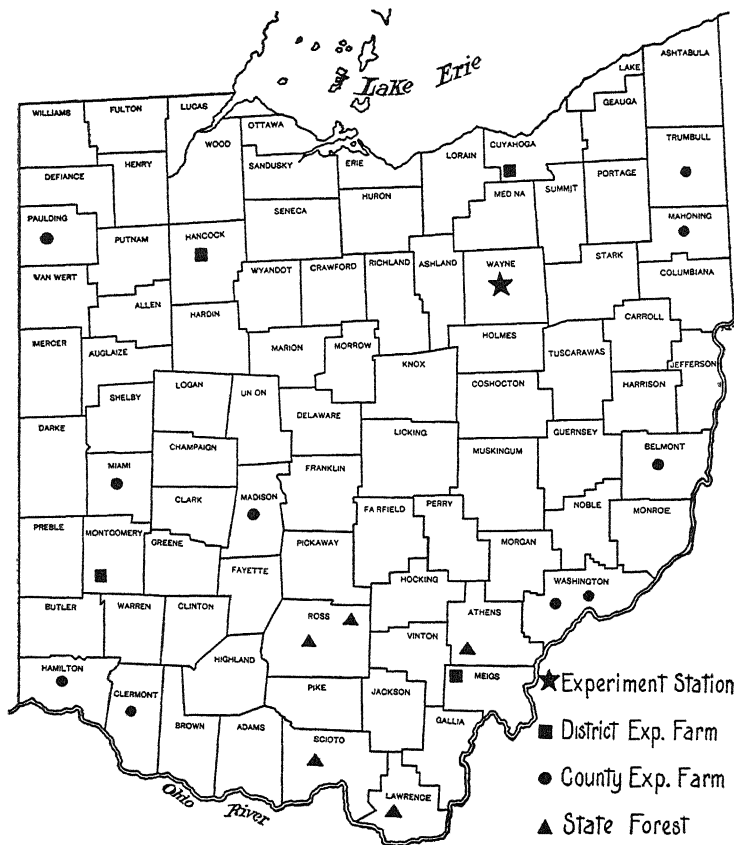 Lake Erie
ASHTABULA
LAKE
GEAUGA
WILLIAMS
FULTON
LUCAS
OTTAWA
WOOD
CUYAHOGA
TRUMBULL
SANDUSKY
ERIE
LORAIN
HENRY
DEFIANCE
MED NA
SUMMIT
PORTAGE
HURON
SENECA
PAULDING
MAHONING
PUTNAM
HANCOCK
STARK
WYANDOT
CRAWFORD
RICHLAND
ASHLAND
WAYNE
COLUMBIANA
VAN WERT
ALLEN
HARDIN
CARROLL
HOLMES
MERCER
AUGLAIZE
MARION
MORROW
TUSCARAWAS
KNOX
JEFFERSON
LOGAN
UN ON
COSHOCTON
HARRISON
SHELBY
DELAWARE
DARKE
LICKING
GUERNSEY
CHAMPAIGN
MUSKINGUM
BELMONT
MIAMI
FRANKLIN
CLARK
MADISON
FA RFIELD
PERRY
NOBLE
MONROE
PREBLE
MONTGOMERY
GREENE
PICKAWAY
MORGAN
FAYETTE
HOCKING
WASHINGTON
BUTLER
WARREN
CLINTON
ROSS
ATHENS
VINTON
HIGHLAND
HAMILTON
MEIGS
CLERMONT
PIKE
JACKSON
BROWN
ADAMS
GALLIA
SCIOTO
LAWRENCE
Ohio River
Experiment Station
District Exp. Farm
County Exp. Farm
State Forest